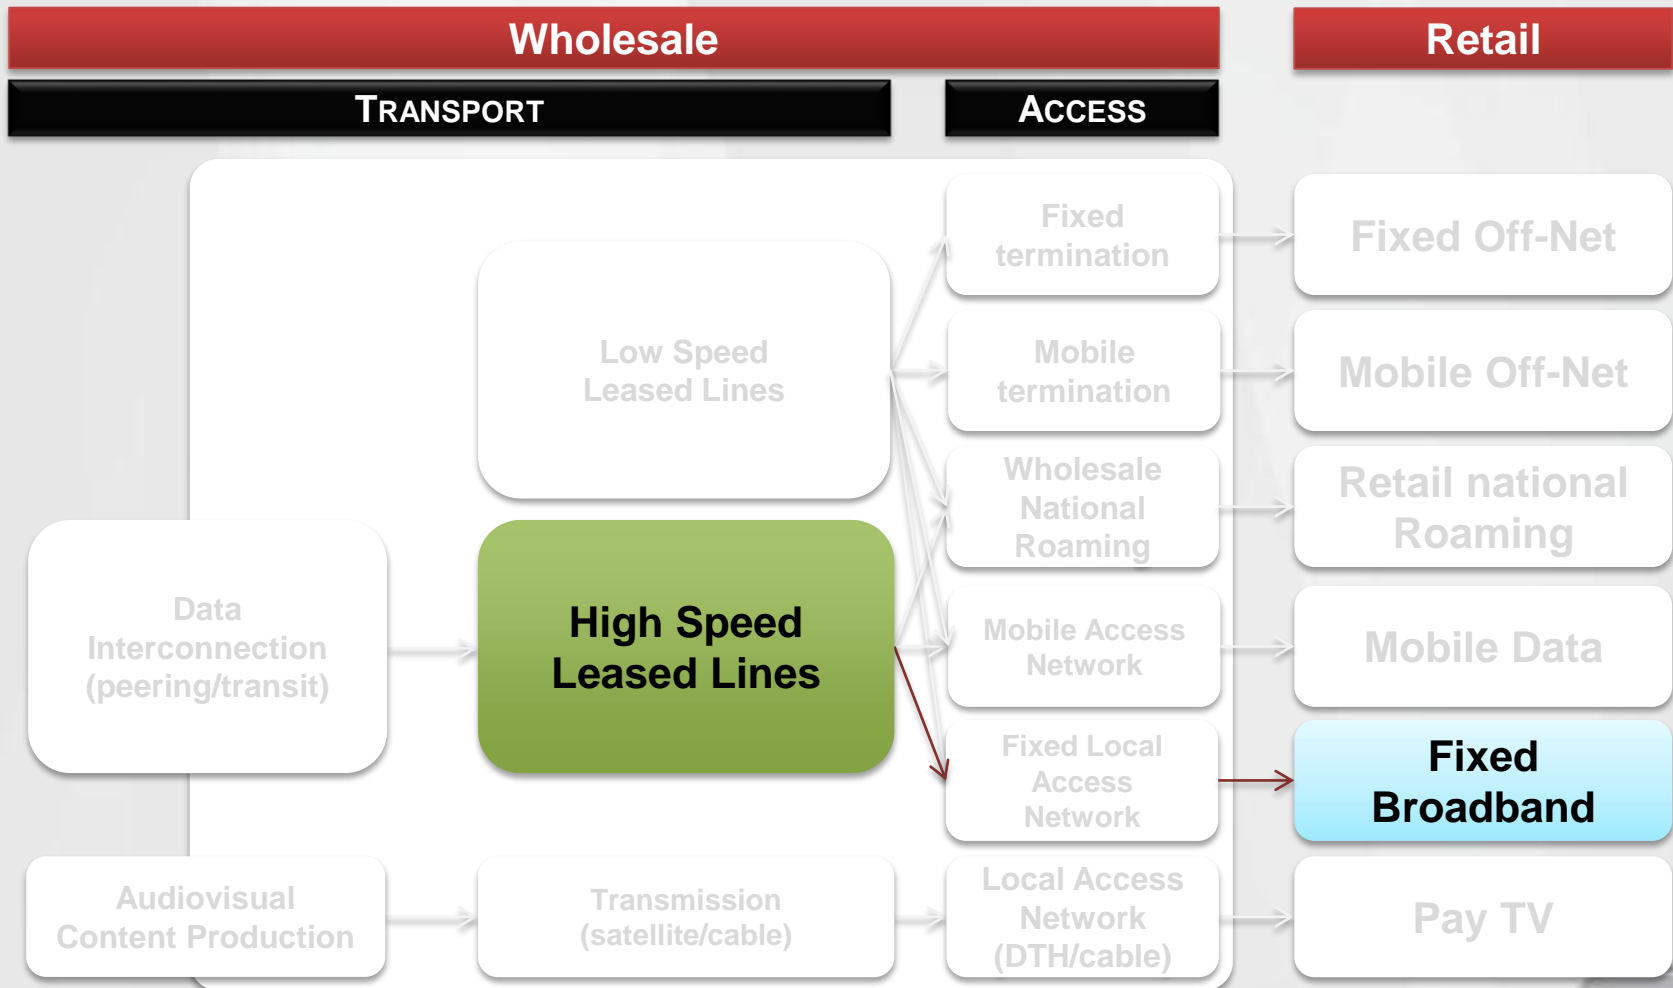 Wholesale
Retail
TRANSPORT
ACCESS
Fixed
termination
Fixed Off-Net
Low Speed
Leased Lines
Mobile
termination
Mobile Off-Net
Wholesale
National
Roaming
Retail national
Roaming
Data
Interconnection
(peering/transit)
High Speed
Leased Lines
Mobile Access
Network
Mobile Data
Fixed Local
Access
Network
Fixed
Broadband
Audiovisual
Content Production
Transmission
(satellite/cable)
Local Access
Network
(DTH/cable)
Pay TV